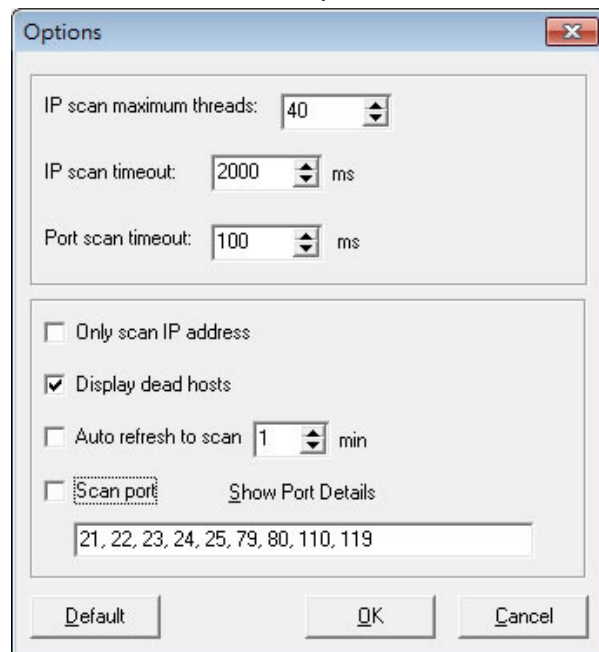 Options
IP scan maximum threads: 40
IP scan timeout: 2000 ms
Port scan timeout: 100 ms
Only scan IP address
Display dead hosts
Auto refresh to scan 1 min
Scan port Show Port Details
21, 22, 23, 24, 25, 79, 80, 110, 119
Default OK Cancel